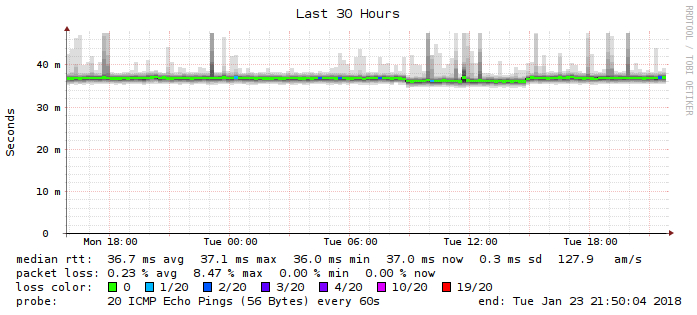 Last 30 Hours
RRDTOOL / TOBI OETIKER
Seconds
40 m
30 m
20 m
10 m
0
Mon 18:00 Tue 00:00 Tue 06:00 Tue 12:00 Tue 18:00
median rtt: 36.7 ms avg 37.1 ms max 36.0 ms min 37.0 ms now 0.3 ms sd 127.9 am/s
packet loss: 0.23 % avg 8.47 % max 0.00 % min 0.00 % now
loss color: 0 1/20 2/20 3/20 4/20 10/20 19/20
probe: 20 ICMP Echo Pings (56 Bytes) every 60s end: Tue Jan 23 21:50:04 2018